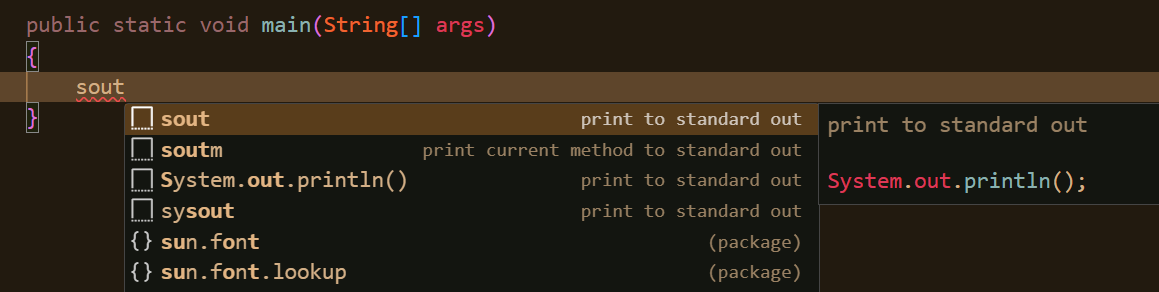 public static void main(String[] args)
{
sout
}
sout print to standard out
soutm print current method to standard out
System.out.println() print to standard out
sysout print to standard out
{} sun.font (package)
{} sun.font.lookup (package)
print to standard out
System.out.println();